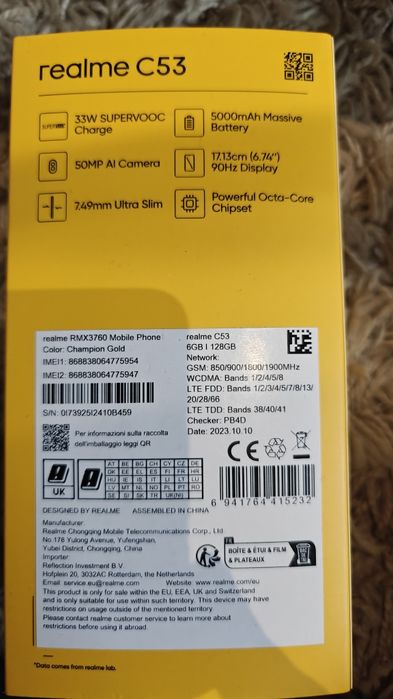 realme C53
33W SUPERVOOC
Charge
5000mAh Massive
Battery
50MP AI Camera
17.13cm (6.74")
90Hz Display
7.49mm Ultra Slim
Powerful Octa-Core
Chipset
realme RMX3760 Mobile Phone
Color: Champion Gold
IMEI1: 868838064775954
IMEI2: 868838064775947
S/N: 0I73925I2410B459
Per informazioni sulla raccolta
dell'imballaggio leggi QR
realme C53
6GB | 128GB
Network:
GSM: 850/900/1800/1900MHz
WCDMA: Bands 1/2/4/5/8
LTE FDD: Bands 1/2/3/4/5/7/8/13/
20/28/66
LTE TDD: Bands 38/40/41
Checker: PB4D
Date: 2023.10.10
CE
UK
AT BE BG CH CY CZ DE
DK EE EL ES FI FR HR
HU IE IS IT LI LT LU
LV MT NL NO PL PT RO
SE SI SK TR UK(NI)
6 941764 415232
DESIGNED BY REALME ASSEMBLED IN CHINA
Manufacturer:
Realme Chongqing Mobile Telecommunications Corp., Ltd.
No.178 Yulong Avenue, Yufengshan,
Yubei District, Chongqing, China
Importer:
Reflection Investment B.V.
Hofplein 20, 3032AC Rotterdam, the Netherlands
Email: service.eu@realme.com Website: www.realme.com/eu
FR
BOÎTE & ÉTUI & FILM
& PLATEAUX
This product is only for sale within the EU, EEA, UK and Switzerland
and is only suitable for use within such territory. This device may have
restrictions on usage outside of the mentioned territory.
Please contact realme customer service to learn more about
restrictions before using it abroad.
*Data comes from realme lab.